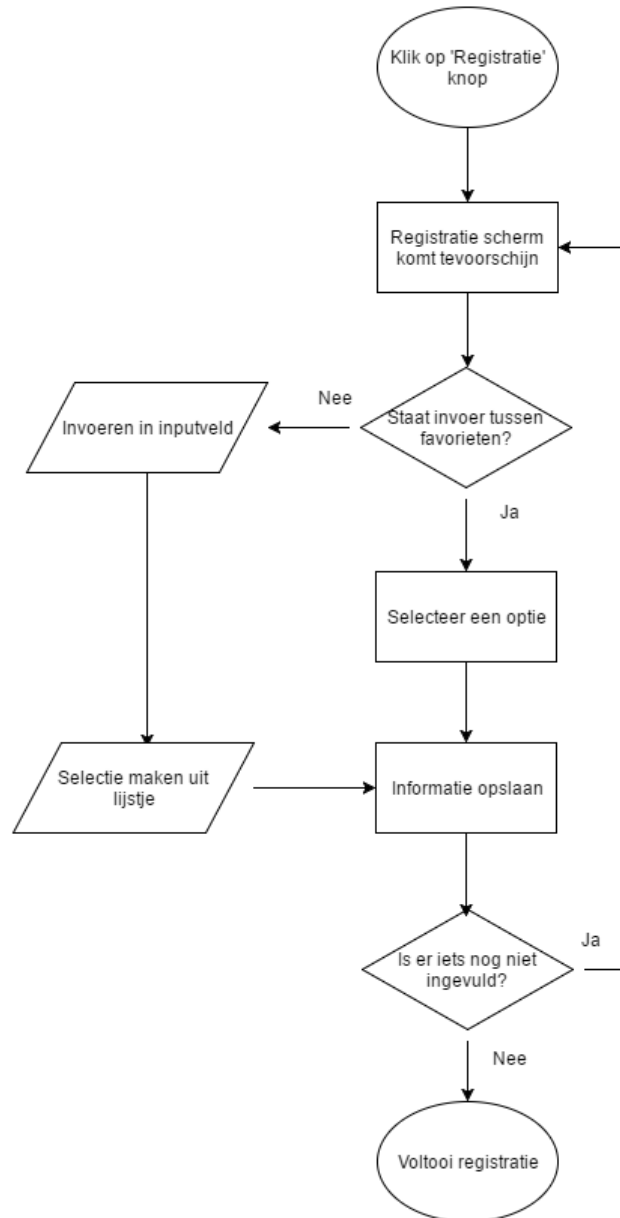 Klik op 'Registratie'
knop
Registratie scherm
komt tevoorschijn
Staat invoer tussen
favorieten?
Nee
Invoeren in inputveld
Ja
Selecteer een optie
Selectie maken uit
lijstje
Informatie opslaan
Is er iets nog niet
ingevuld?
Ja
Nee
Voltooi registratie